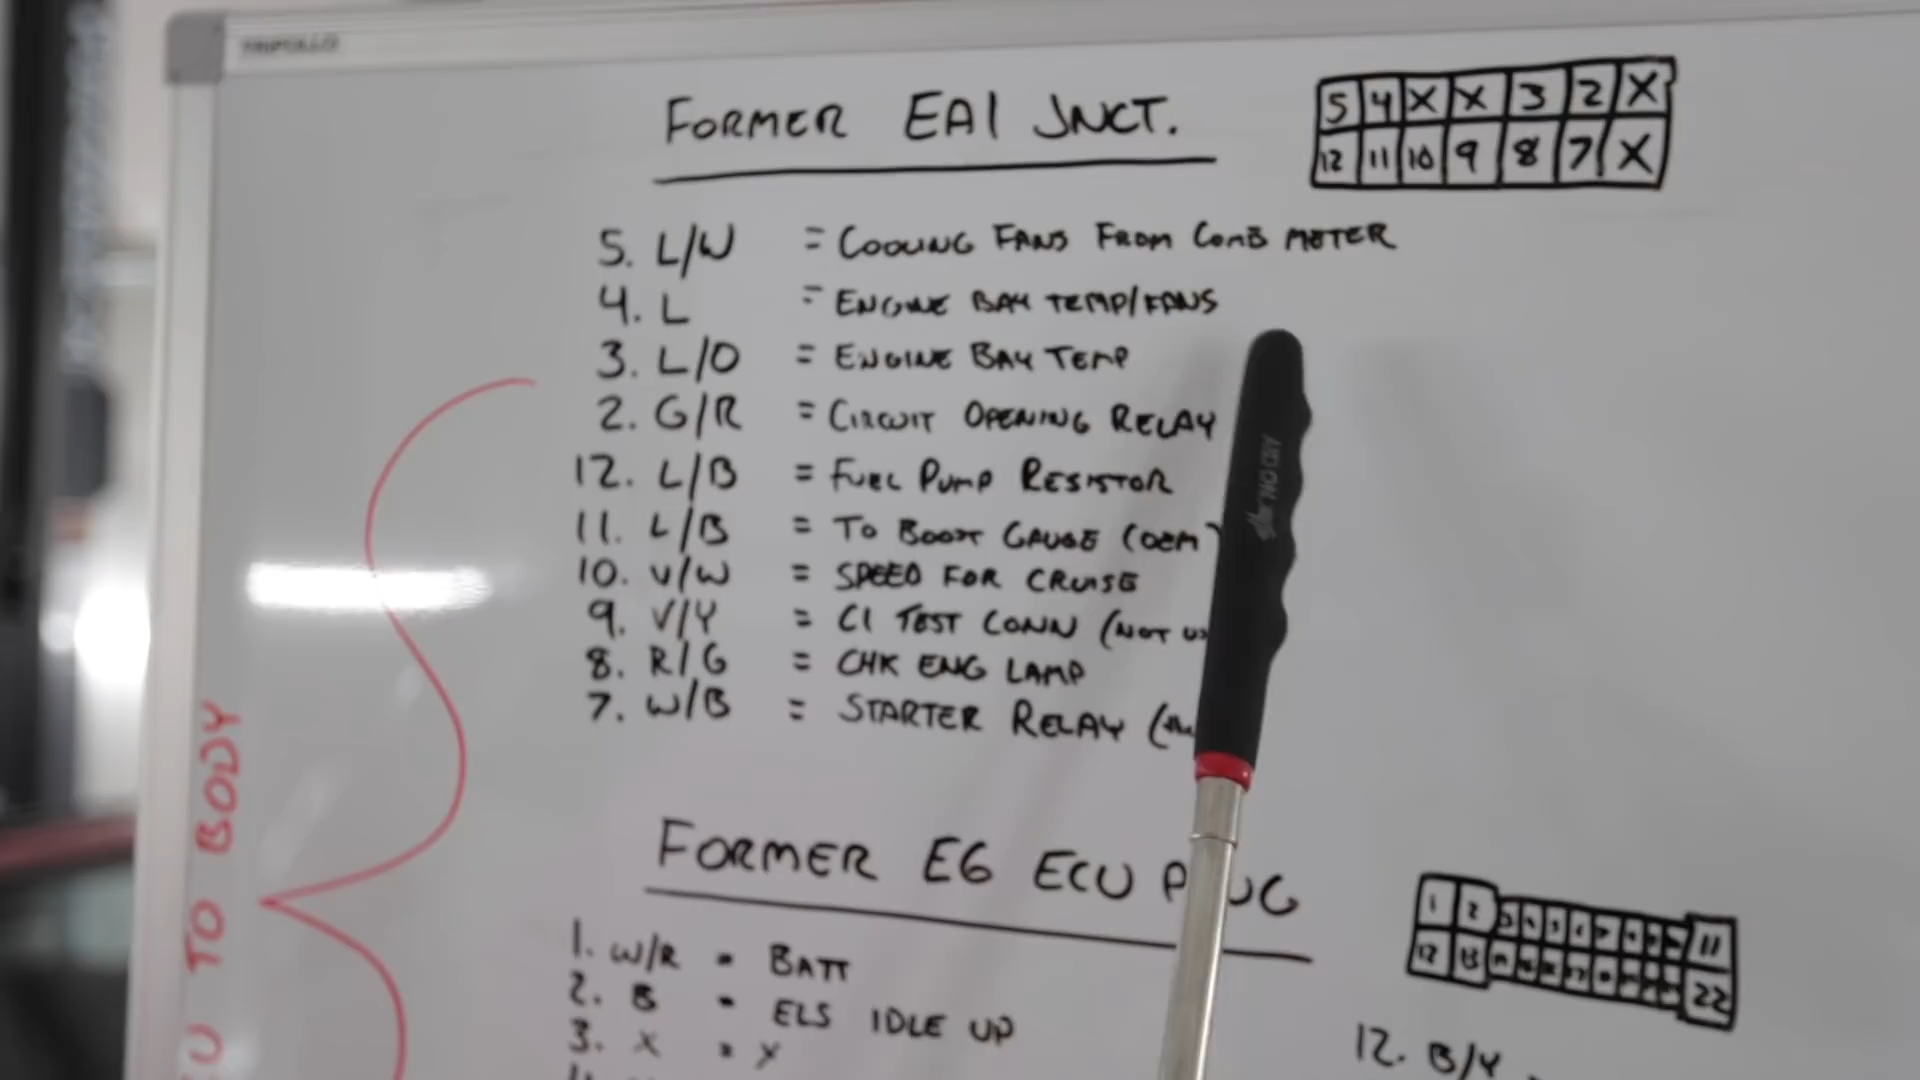 TRIPOLLO
FORMER EA1 JNCT.
5 4 X X 3 2 X
12 11 10 9 8 7 X
5. L/W = COOLING FANS FROM COMB METER
4. L = ENGINE BAY TEMP/FANS
3. L/O = ENGINE BAY TEMP
2. G/R = CIRCUIT OPENING RELAY
12. L/B = FUEL PUMP RESISTOR
11. L/B = TO BOOST GAUGE (OEM)
10. V/W = SPEED FOR CRUISE
9. V/Y = C1 TEST CONN (NOT
8. R/G = CHK ENG LAMP
7. W/B = STARTER RELAY (
U TO BODY
FORMER E6 ECU PLUG
1 2 11
12 13 22
1. W/R = BATT
2. B = ELS IDLE UP
3. X = X
12. B/Y